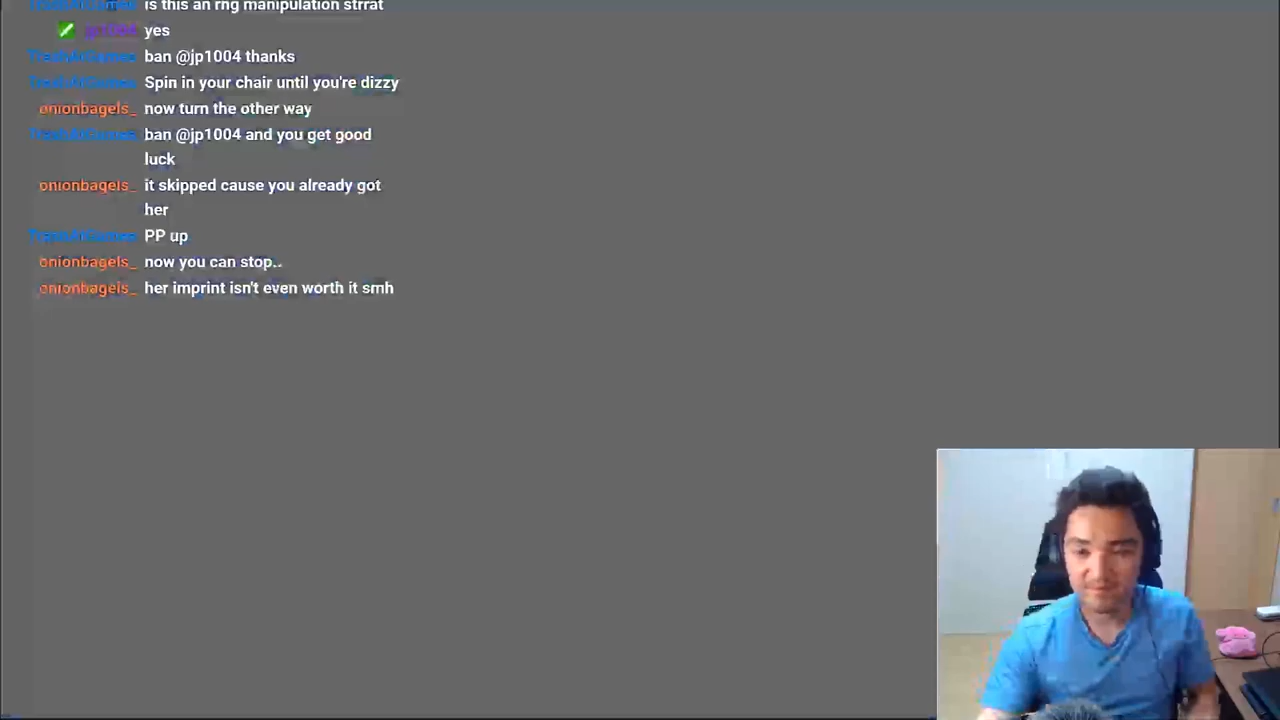 is this an rng manipulation strrat
jp1004 yes
ban @jp1004 thanks
Spin in your chair until you're dizzy
onionbagels_ now turn the other way
ban @jp1004 and you get good
luck
onionbagels_ it skipped cause you already got
her
PP up
onionbagels_ now you can stop..
onionbagels_ her imprint isn't even worth it smh